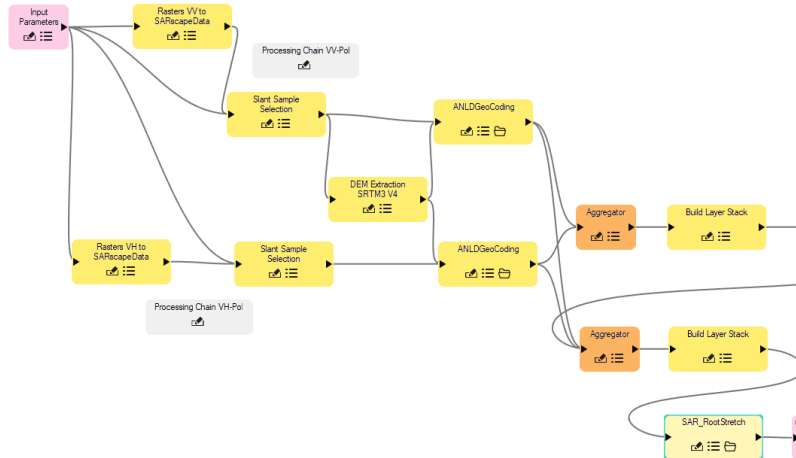 Input
Parameters
Rasters VV to
SARscapeData
Processing Chain VV-Pol
Slant Sample
Selection
ANLDGeoCoding
DEM Extraction
SRTM3 V4
Aggregator
Build Layer Stack
Rasters VH to
SARscapeData
Slant Sample
Selection
ANLDGeoCoding
Processing Chain VH-Pol
Aggregator
Build Layer Stack
SAR_RootStretch